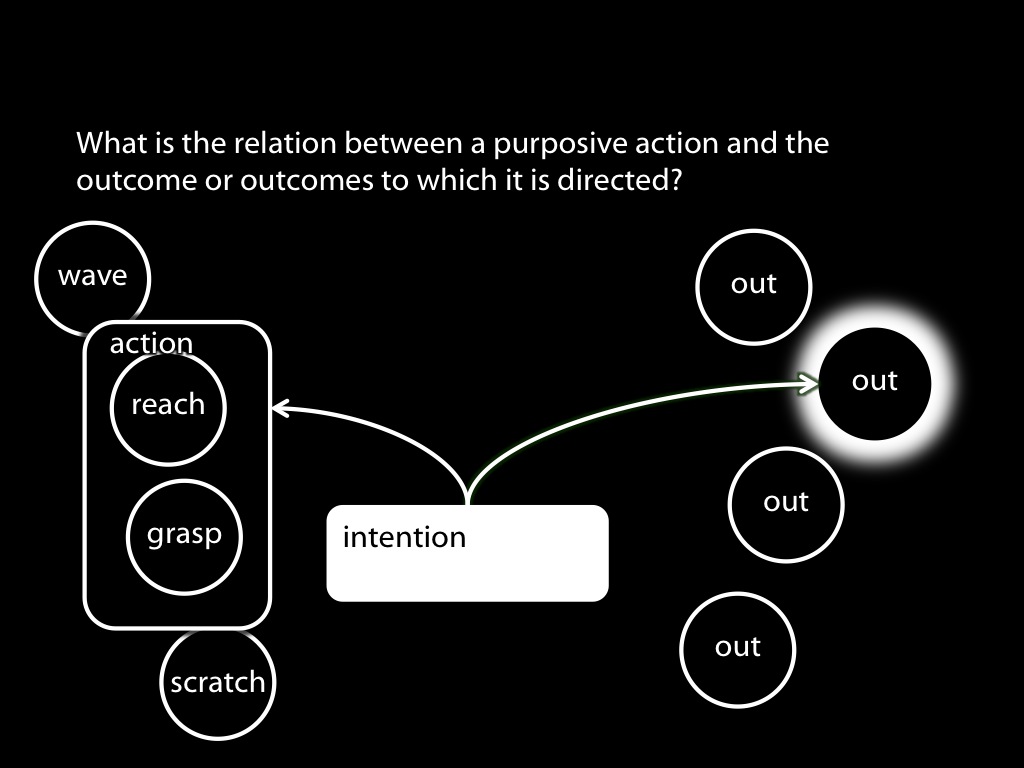 What is the relation between a purposive action and the
outcome or outcomes to which it is directed?
wave
action
reach
grasp
scratch
intention
out
out
out
out